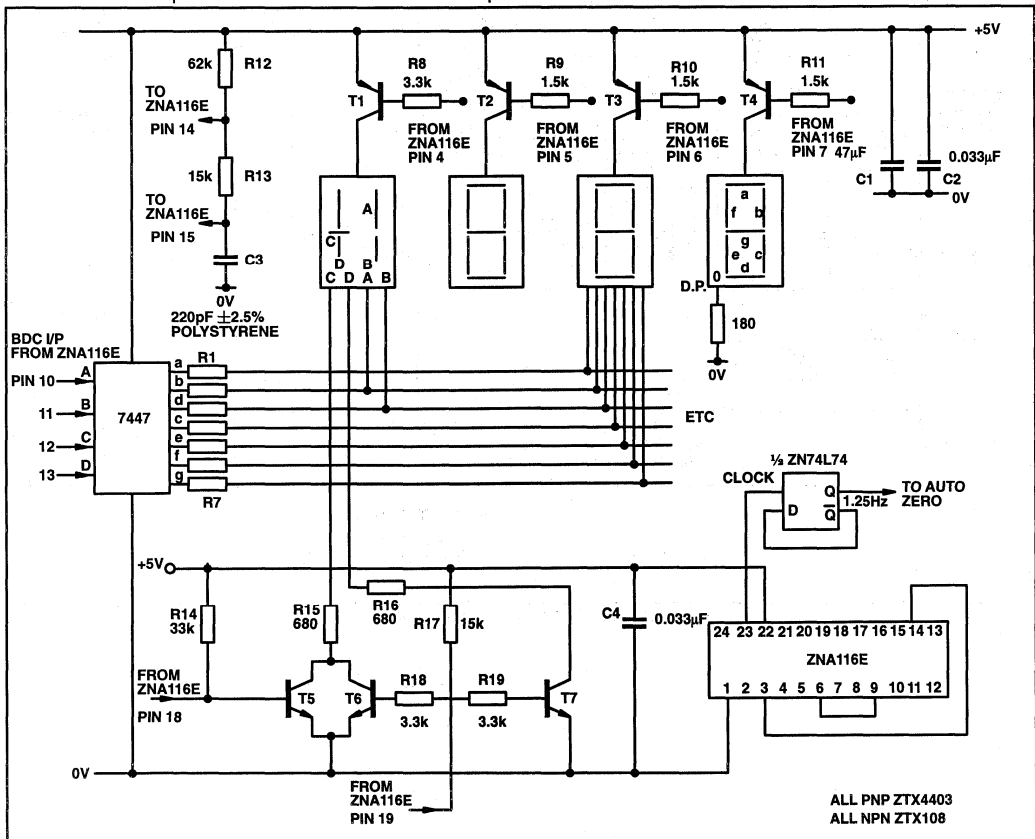 +5V
62k
R12
TO
ZNA116E
PIN 14
15k
R13
TO
ZNA116E
PIN 15
C3
0V
220pF ±2.5%
POLYSTYRENE
T1
R8
3.3k
FROM
ZNA116E
PIN 4
T2
R9
1.5k
FROM
ZNA116E
PIN 5
T3
R10
1.5k
FROM
ZNA116E
PIN 6
T4
R11
1.5k
FROM
ZNA116E
PIN 7
47µF
C1
0.033µF
C2
0V
A
C
D
B
C D A B
a
f b
g
e c
d
0
D.P.
180
0V
BDC I/P
FROM ZNA116E
PIN 10
A
11
B
12
C
13
D
7447
a
b
d
c
e
f
g
R1
R7
ETC
½ ZN74L74
CLOCK
D
Q
Q̅
1.25Hz
TO AUTO
ZERO
+5V
R14
33k
R15
680
R16
680
R17
15k
C4
0.033µF
FROM
ZNA116E
PIN 18
T5
T6
R18
3.3k
R19
3.3k
T7
24 23 22 21 20 19 18 17 16 15 14 13
ZNA116E
1 2 3 4 5 6 7 8 9 10 11 12
0V
FROM
ZNA116E
PIN 19
ALL PNP ZTX4403
ALL NPN ZTX108